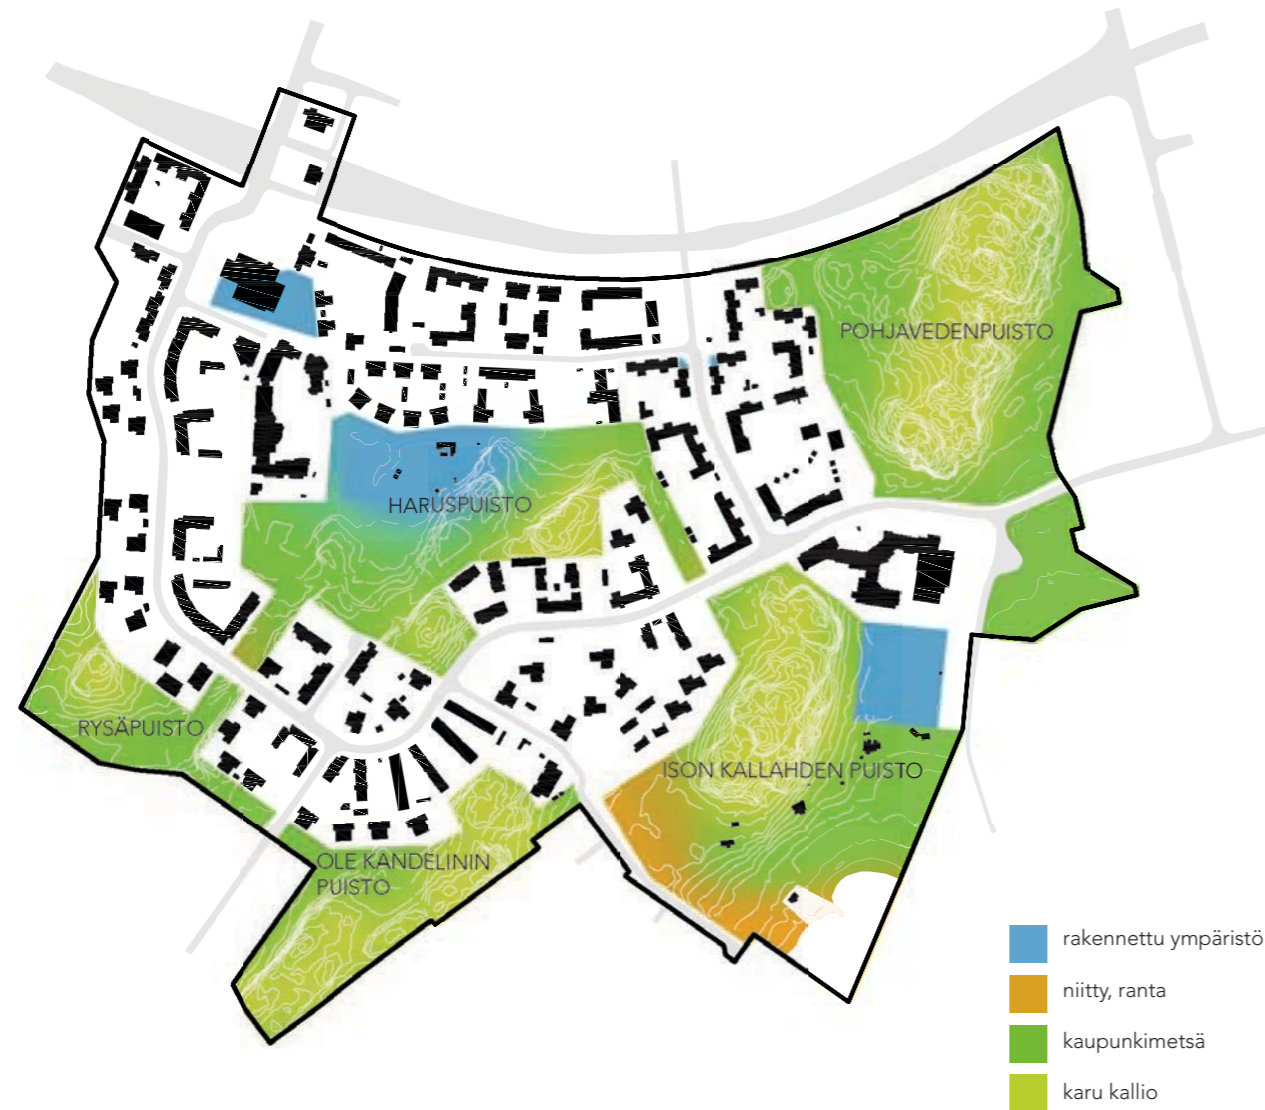 POHJAVEDENPUISTO
HARUSPUISTO
RYSÄPUISTO
ISON KALLAHDEN PUISTO
OLE KANDELININ
PUISTO
rakennettu ympäristö
niitty, ranta
kaupunkimetsä
karu kallio